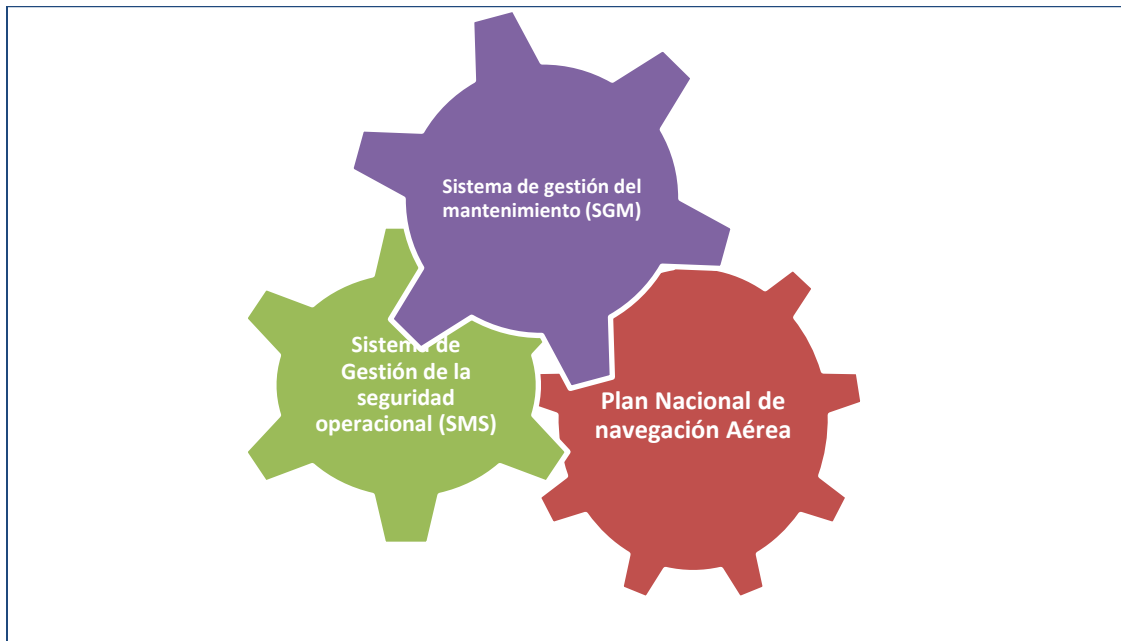 Sistema de gestión del
mantenimiento (SGM)
Sistema de
Gestión de la
seguridad
operacional (SMS)
Plan Nacional de
navegación Aérea